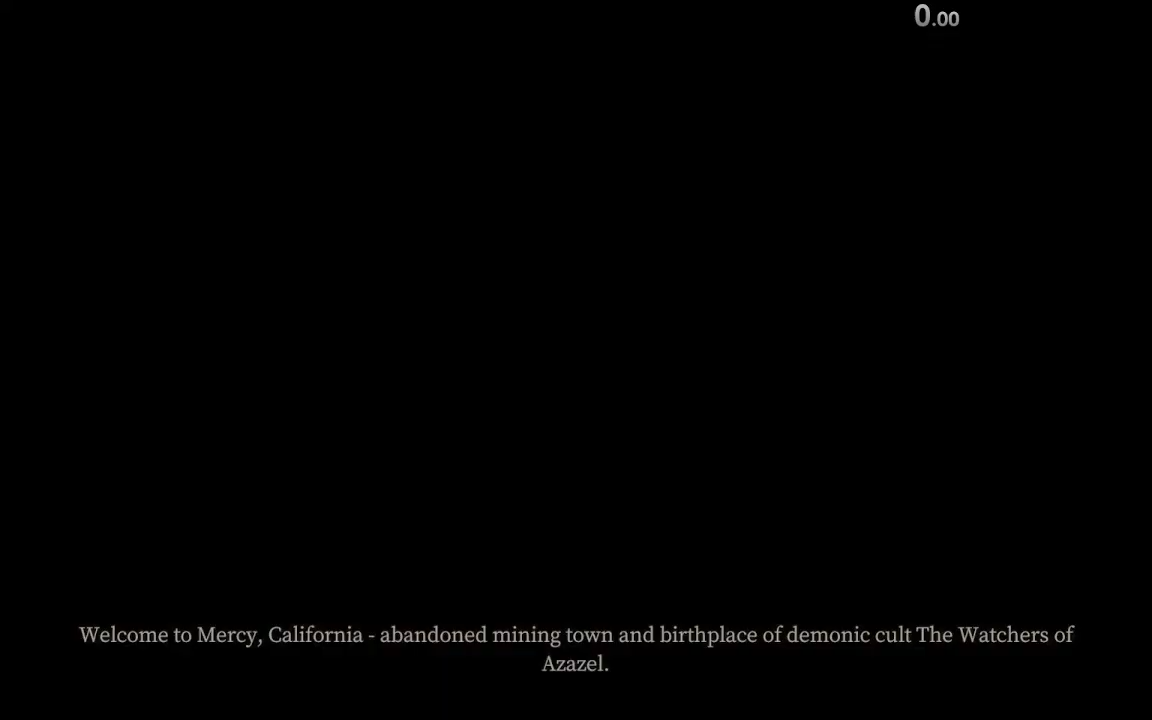 0.00
Welcome to Mercy, California - abandoned mining town and birthplace of demonic cult The Watchers of
Azazel.